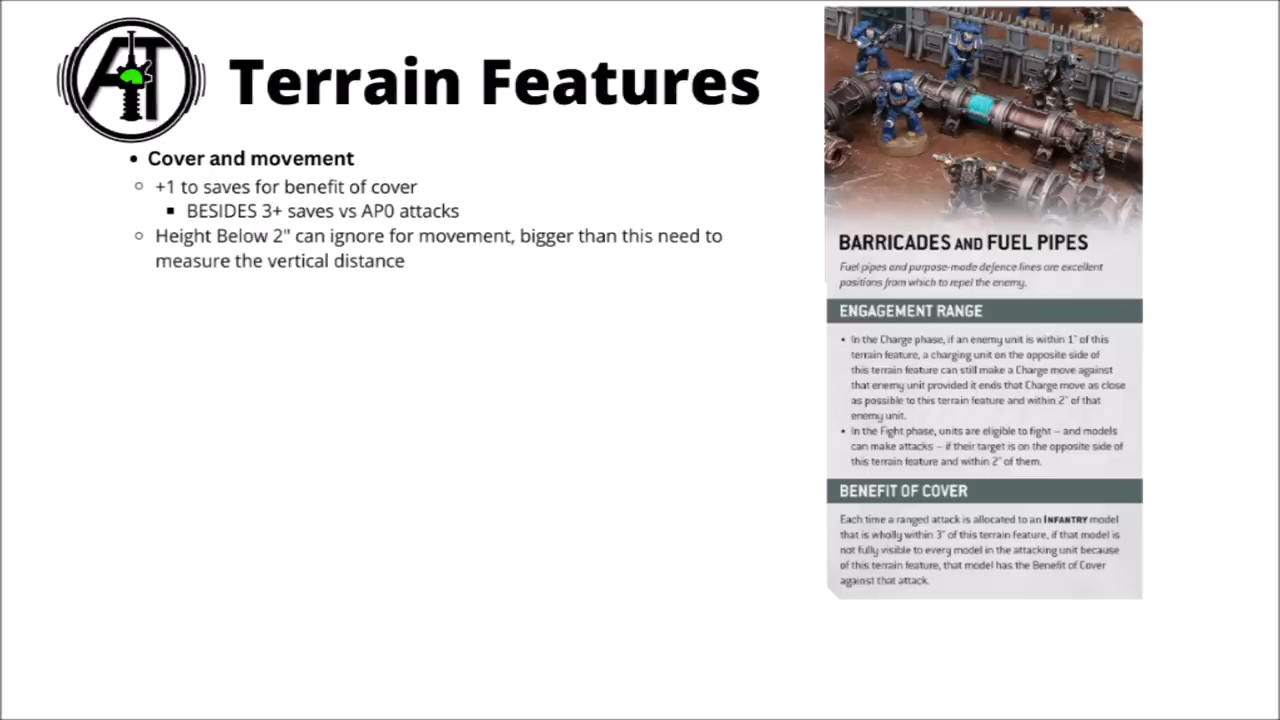 AT
Terrain Features
• Cover and movement
○ +1 to saves for benefit of cover
▪ BESIDES 3+ saves vs AP0 attacks
○ Height Below 2" can ignore for movement, bigger than this need to
measure the vertical distance
BARRICADES AND FUEL PIPES
Fuel pipes and purpose-made defence lines are excellent
positions from which to repel the enemy.
ENGAGEMENT RANGE
• In the Charge phase, if an enemy unit is within 1" of this
terrain feature, a charging unit on the opposite side of
this terrain feature can still make a Charge move against
that enemy unit provided it ends that Charge move as close
as possible to this terrain feature and within 2" of that
enemy unit.
• In the Fight phase, units are eligible to fight – and models
can make attacks – if their target is on the opposite side of
this terrain feature and within 2" of them.
BENEFIT OF COVER
Each time a ranged attack is allocated to an INFANTRY model
that is wholly within 3" of this terrain feature, if that model is
not fully visible to every model in the attacking unit because
of this terrain feature, that model has the Benefit of Cover
against that attack.